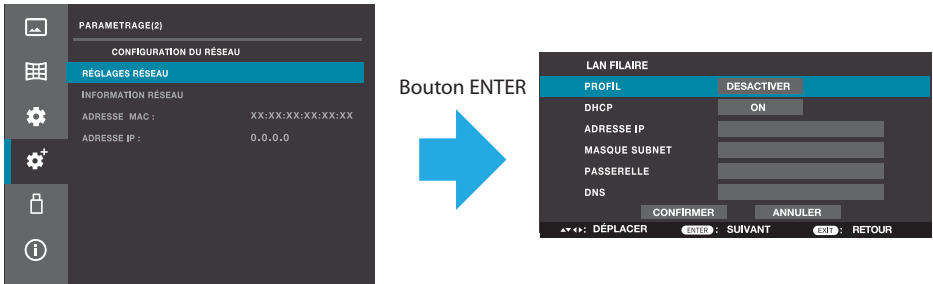 PARAMETRAGE(2)
CONFIGURATION DU RÉSEAU
RÉGLAGES RÉSEAU
INFORMATION RÉSEAU
ADRESSE MAC : XX:XX:XX:XX:XX:XX
ADRESSE IP : 0.0.0.0
Bouton ENTER
LAN FILAIRE
PROFIL DESACTIVER
DHCP ON
ADRESSE IP
MASQUE SUBNET
PASSERELLE
DNS
CONFIRMER ANNULER
▲▼◀▶: DÉPLACER ENTER : SUIVANT EXIT : RETOUR